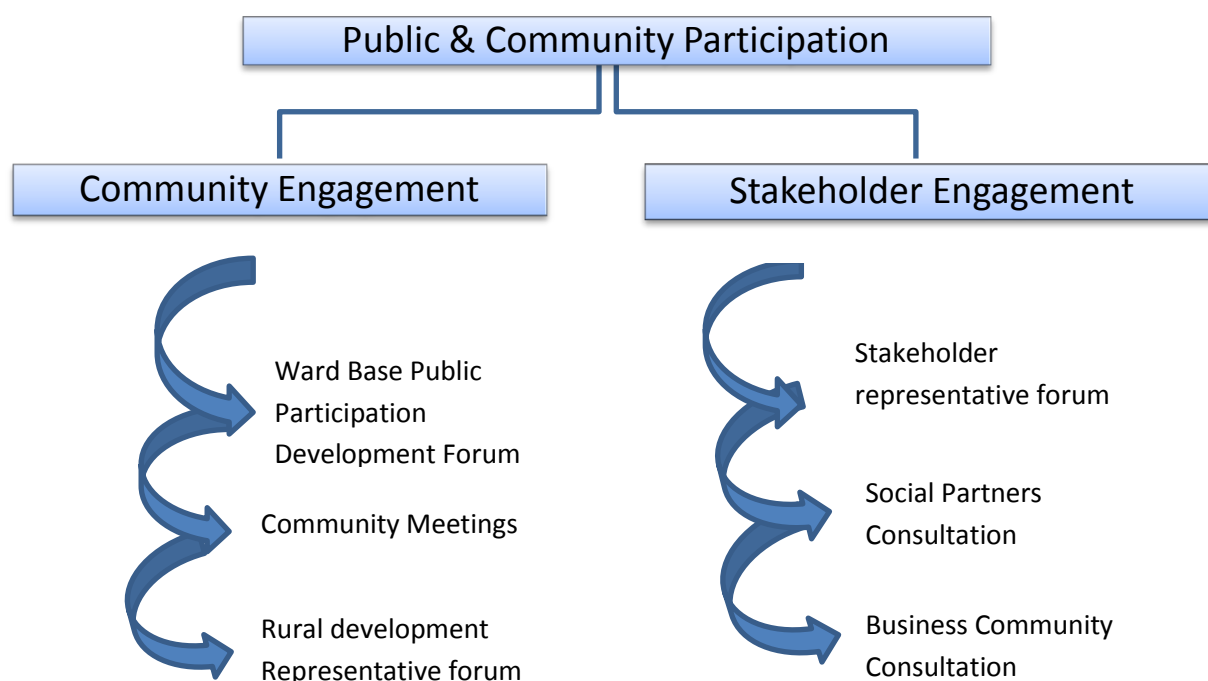 Public & Community Participation
Community Engagement
Stakeholder Engagement
Ward Base Public
Participation
Development Forum
Community Meetings
Rural development
Representative forum
Stakeholder
representative forum
Social Partners
Consultation
Business Community
Consultation